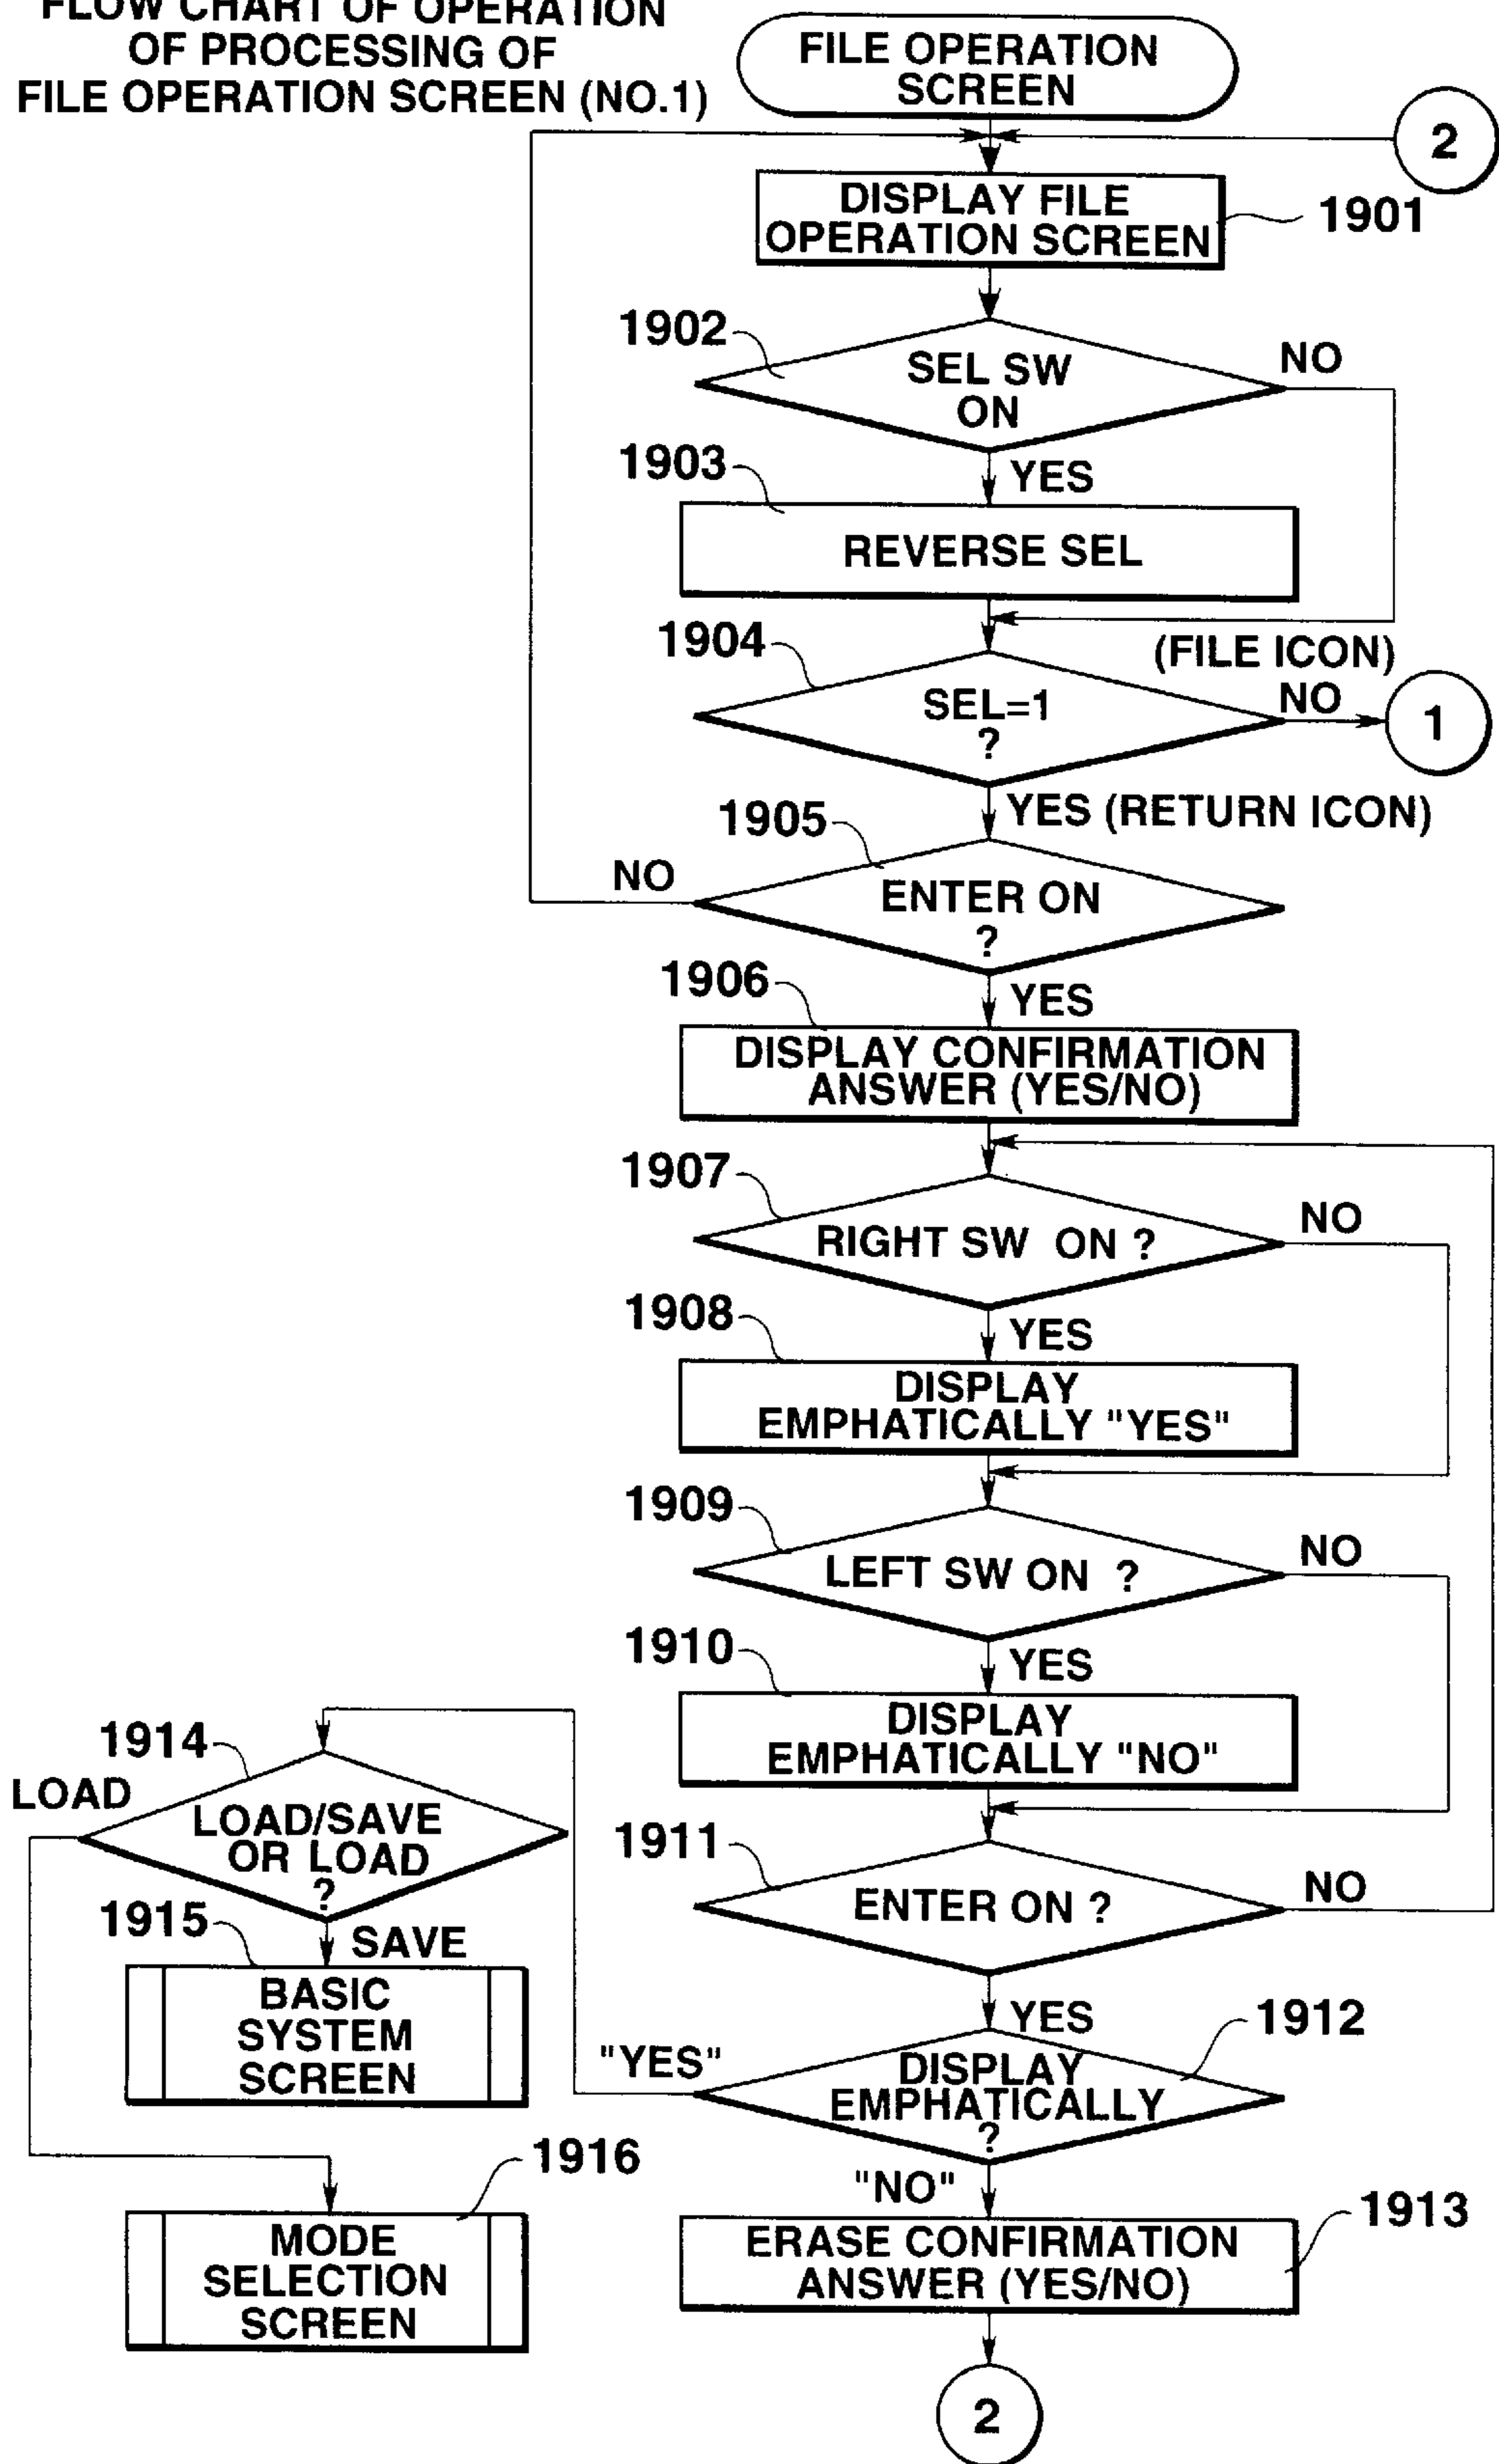 FLOW CHART OF OPERATION
OF PROCESSING OF
FILE OPERATION SCREEN (NO.1)
FILE OPERATION
SCREEN
2
DISPLAY FILE
OPERATION SCREEN
1901
1902
SEL SW
ON
NO
YES
1903
REVERSE SEL
1904
(FILE ICON)
SEL=1
?
NO
1
YES (RETURN ICON)
1905
NO
ENTER ON
?
YES
1906
DISPLAY CONFIRMATION
ANSWER (YES/NO)
1907
RIGHT SW ON ?
NO
YES
1908
DISPLAY
EMPHATICALLY "YES"
1909
LEFT SW ON ?
NO
YES
1910
DISPLAY
EMPHATICALLY "NO"
1911
ENTER ON ?
NO
YES
1912
"YES"
DISPLAY
EMPHATICALLY
?
"NO"
1913
ERASE CONFIRMATION
ANSWER (YES/NO)
2
1914
LOAD
LOAD/SAVE
OR LOAD
?
SAVE
1915
BASIC
SYSTEM
SCREEN
1916
MODE
SELECTION
SCREEN